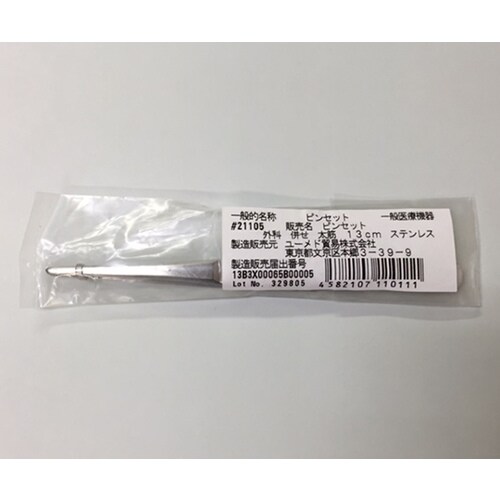 一般的名称 ピンセット 一般医療機器
#21105 販売名 ピンセット
外科 併せ 太筋 13cm ステンレス
製造販売元 ユーメド貿易株式会社
東京都文京区本郷3-39-9
製造販売届出番号
13B3X00065B00005
Lot No. 329805
4582107110111